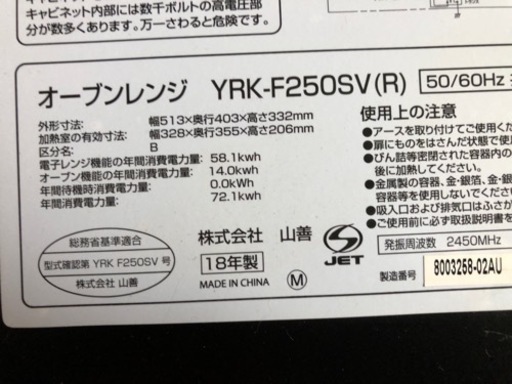 キャビネット内部には数千ボルトの高電圧部
分が数多くあります。万一さわると危険です。
オーブンレンジ YRK-F250SV(R) 50/60Hz
外形寸法: 幅513×奥行403×高さ332mm
加熱室の有効寸法: 幅328×奥行355×高さ206mm
区分名: B
電子レンジ機能の年間消費電力量: 58.1kwh
オーブン機能の年間消費電力量: 14.0kwh
年間待機時消費電力量: 0.0kwh
年間消費電力量: 72.1kwh
使用上の注意
●アースを取り付けてご使用くだ
●扉にものをはさんだ状態で使
●びん詰等密閉された容器内の
後に加熱してください。
●金属製の容器、金・銀箔、金・銀
器は使用しないでください。
●吸入口および排気口はふさが
●ご使用前に必ず取扱説明書を
総務省基準適合
型式確認第 YRK F250SV 号
株式会社 山善
株式会社 山善
18年製
MADE IN CHINA
M
S
JET
発振周波数 2450MHz
製造番号 8003258-02AU